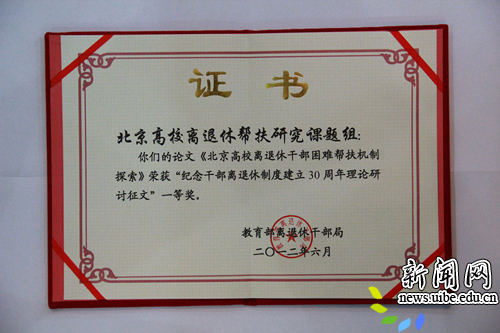 证书
北京高校离退休帮扶研究课题组：
你们的论文《北京高校离退休干部困难帮扶机制
探索》荣获“纪念干部离退休制度建立30周年理论研
讨征文”一等奖。
教育部离退休干部局
二〇一二年六月
新闻网
news.uibe.edu.cn